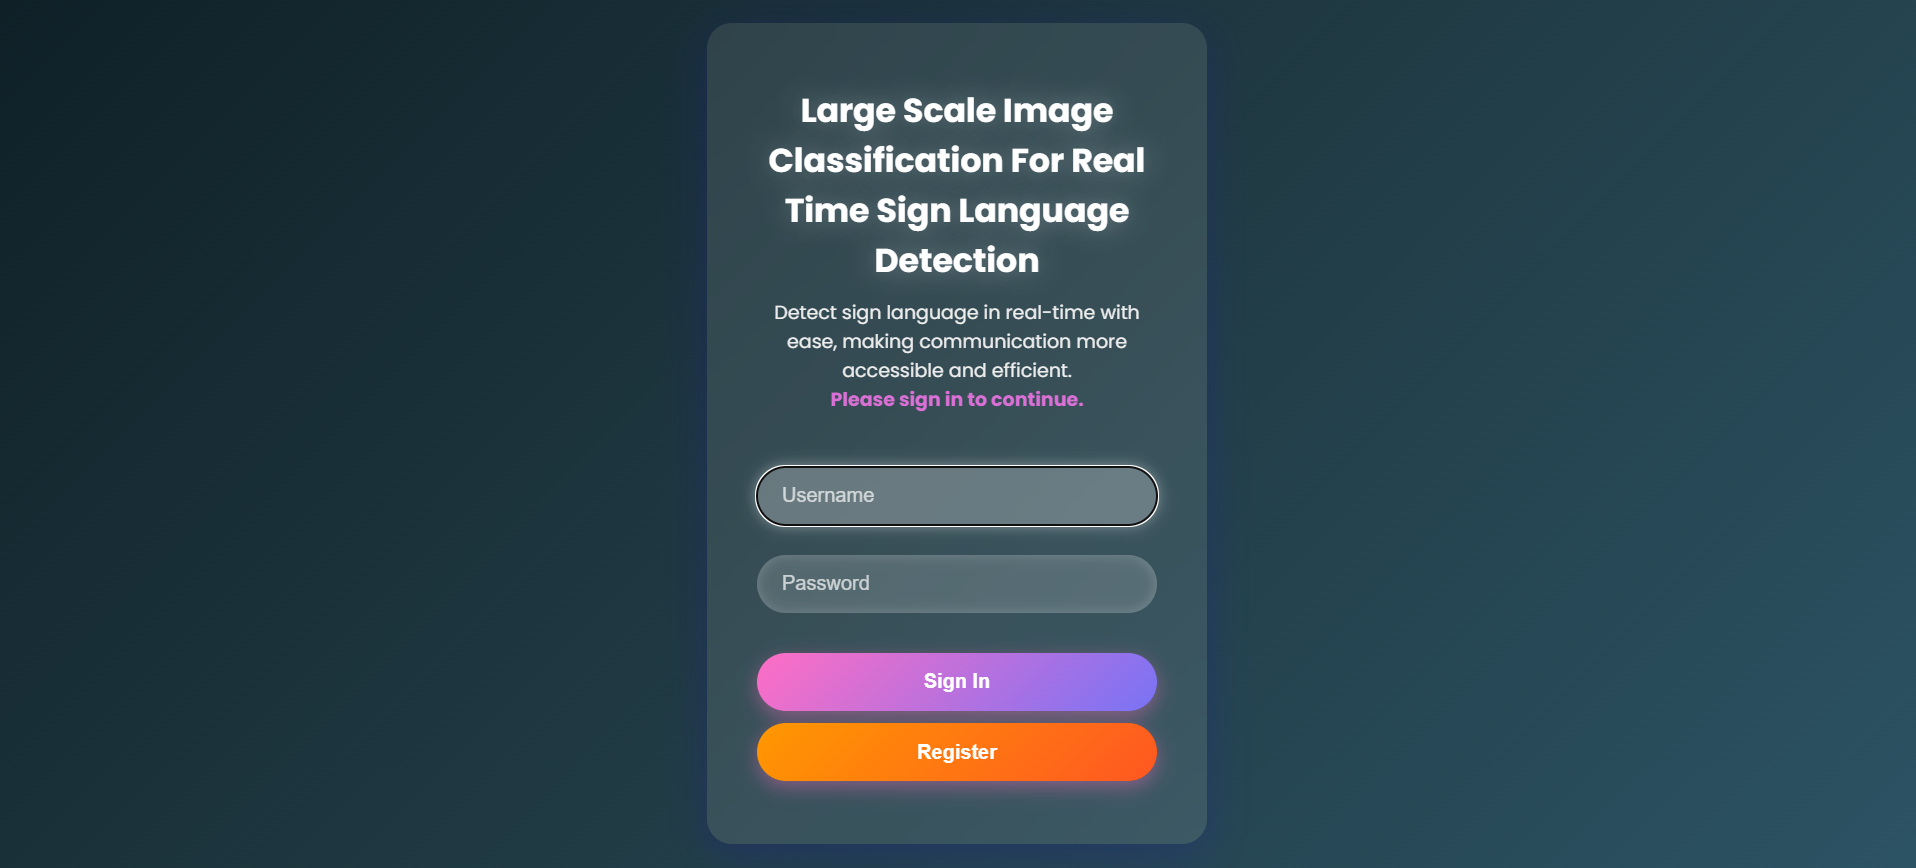 Large Scale Image
Classification For Real
Time Sign Language
Detection
Detect sign language in real-time with
ease, making communication more
accessible and efficient.
Please sign in to continue.
Username
Password
Sign In
Register